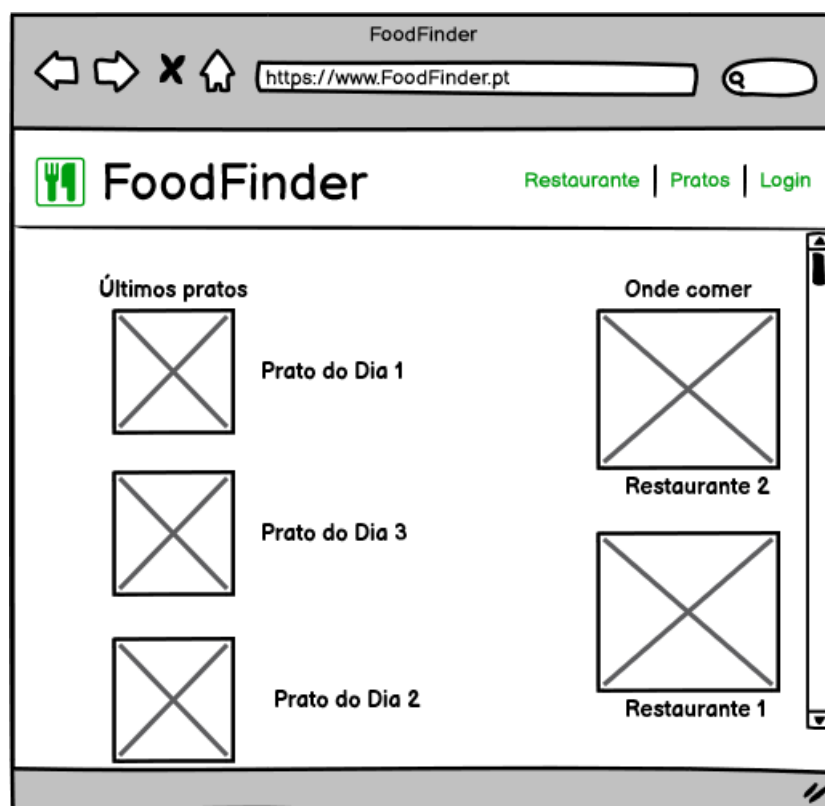 FoodFinder
https://www.FoodFinder.pt
FoodFinder
Restaurante | Pratos | Login
Últimos pratos
Prato do Dia 1
Prato do Dia 3
Prato do Dia 2
Onde comer
Restaurante 2
Restaurante 1